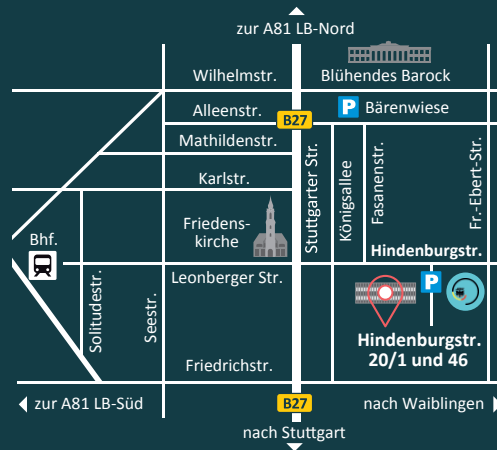 zur A81 LB-Nord
Wilhelmstr.
Blühendes Barock
Alleenstr.
P Bärenwiese
B27
Mathildenstr.
Karlstr.
Stuttgarter Str.
Königsallee
Fasanenstr.
Fr.-Ebert-Str.
Friedens-
kirche
Bhf.
Hindenburgstr.
Solitudestr.
Seestr.
Leonberger Str.
P
Hindenburgstr.
20/1 und 46
Friedrichstr.
zur A81 LB-Süd
B27
nach Waiblingen
nach Stuttgart